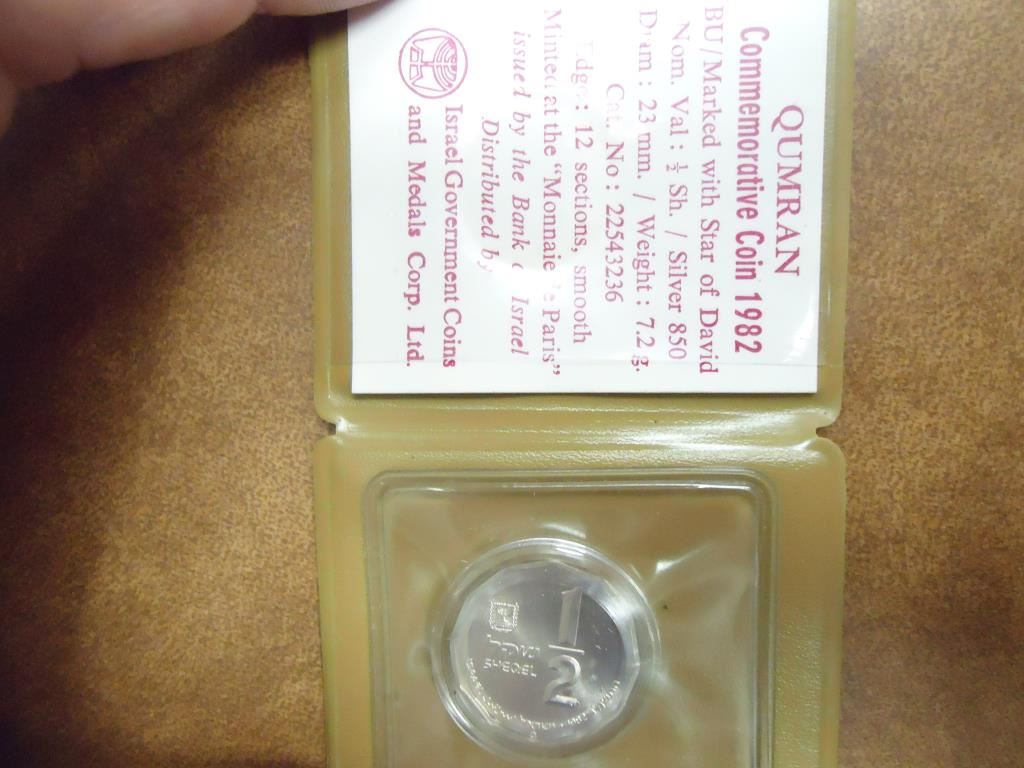 QUMRAN
Commemorative Coin 1982
BU/Marked with Star of David
Nom. Val : ½ Sh. / Silver 850
Diam : 23 mm. / Weight : 7.2 g.
Cat. No : 22543236
Edge : 12 sections, smooth
Minted at the "Monnaie de Paris"
issued by the Bank of Israel
Distributed by
Israel Government Coins
and Medals Corp. Ltd.
1/2
SHEQEL